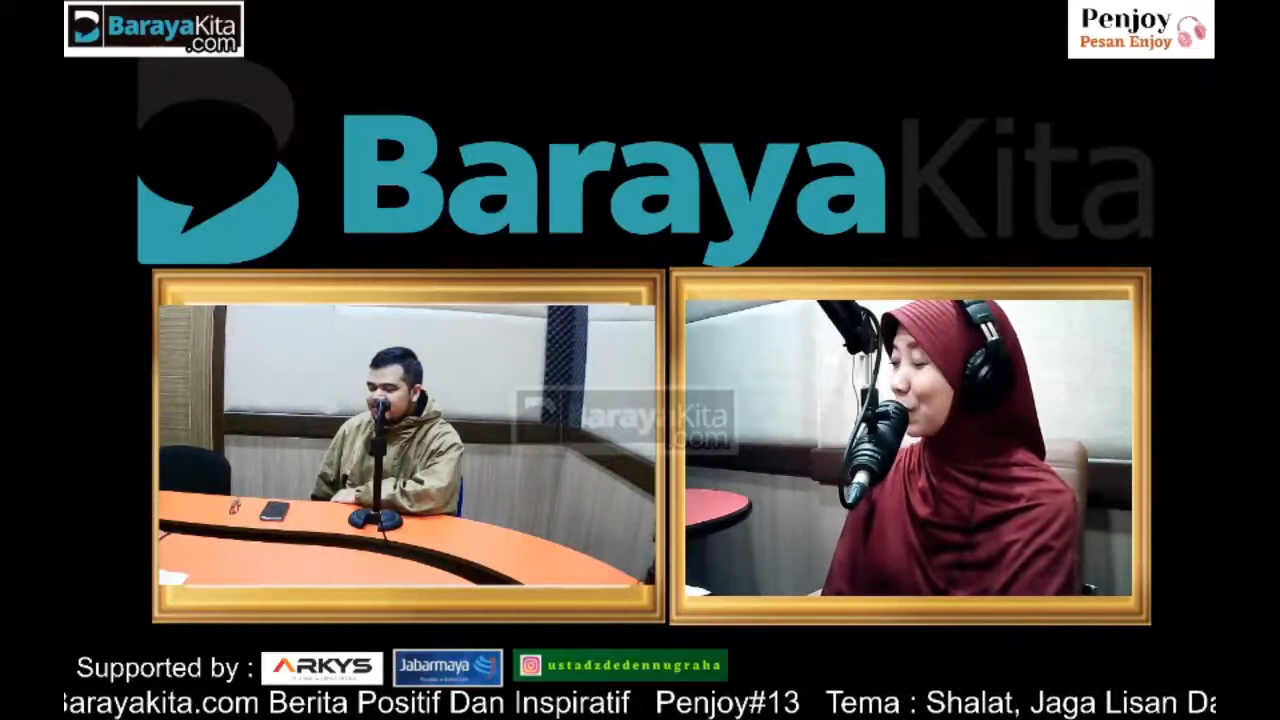 BarayaKita
.com
Penjoy
Pesan Enjoy
BarayaKita
BarayaKita
.com
Supported by : ARKYS Jabarmaya ustadzdedennugraha
Barayakita.com Berita Positif Dan Inspiratif Penjoy#13 Tema : Shalat, Jaga Lisan Da